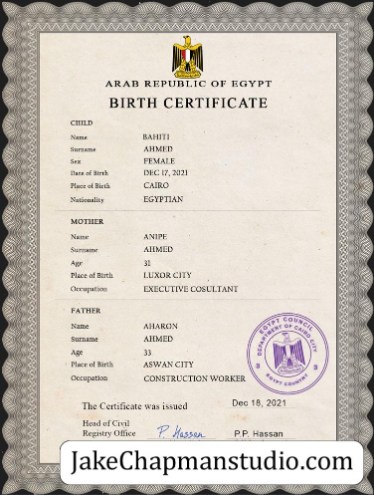 ARAB REPUBLIC OF EGYPT
BIRTH CERTIFICATE
CHILD
Name BAHITI
Surname AHMED
Sex FEMALE
Date of Birth DEC 17, 2021
Place of Birth CAIRO
Nationality EGYPTIAN
MOTHER
Name ANIPE
Surname AHMED
Age 31
Place of Birth LUXOR CITY
Occupation EXECUTIVE COSULTANT
FATHER
Name AHARON
Surname AHMED
Age 33
Place of Birth ASWAN CITY
Occupation CONSTRUCTION WORKER
EGYPT COUNCIL
DEPARTMENT OF CAIRO CITY
EGYPT COUNTRY
The Certificate was issued Dec 18, 2021
Head of Civil
Registry Office P. Hassan P.P. Hassan
JakeChapmanstudio.com